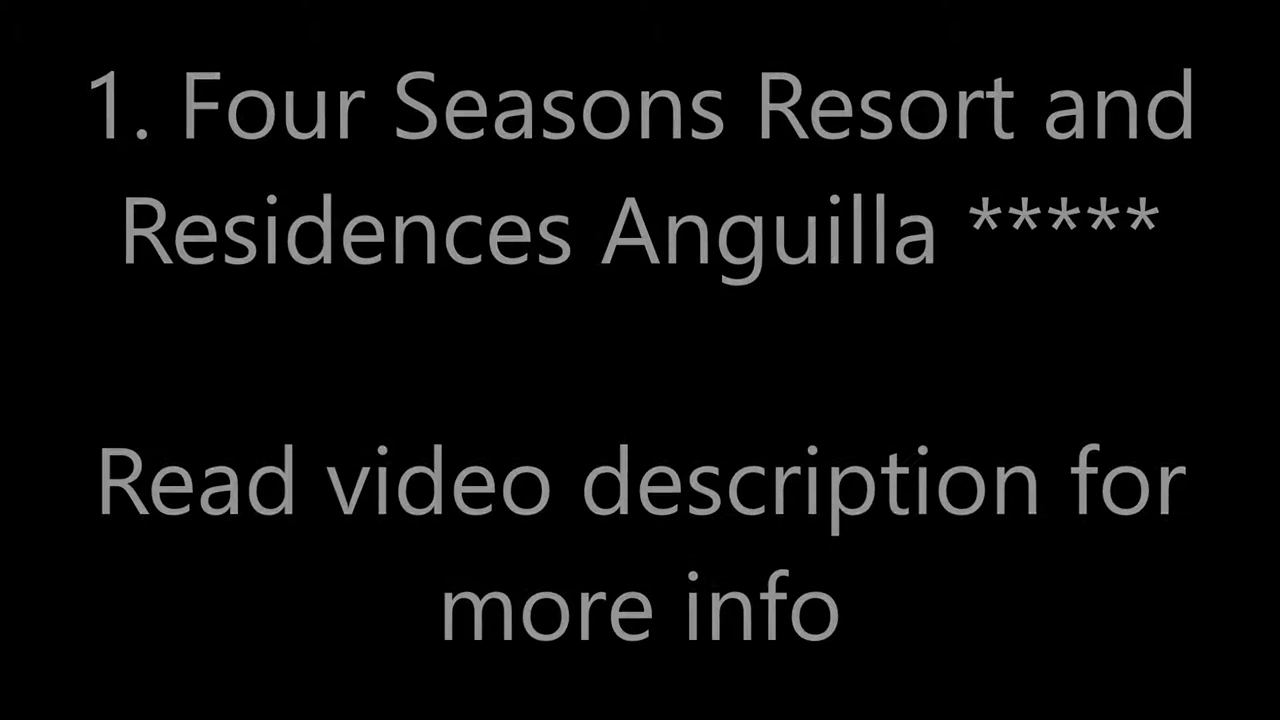 1. Four Seasons Resort and
Residences Anguilla *****
Read video description for
more info